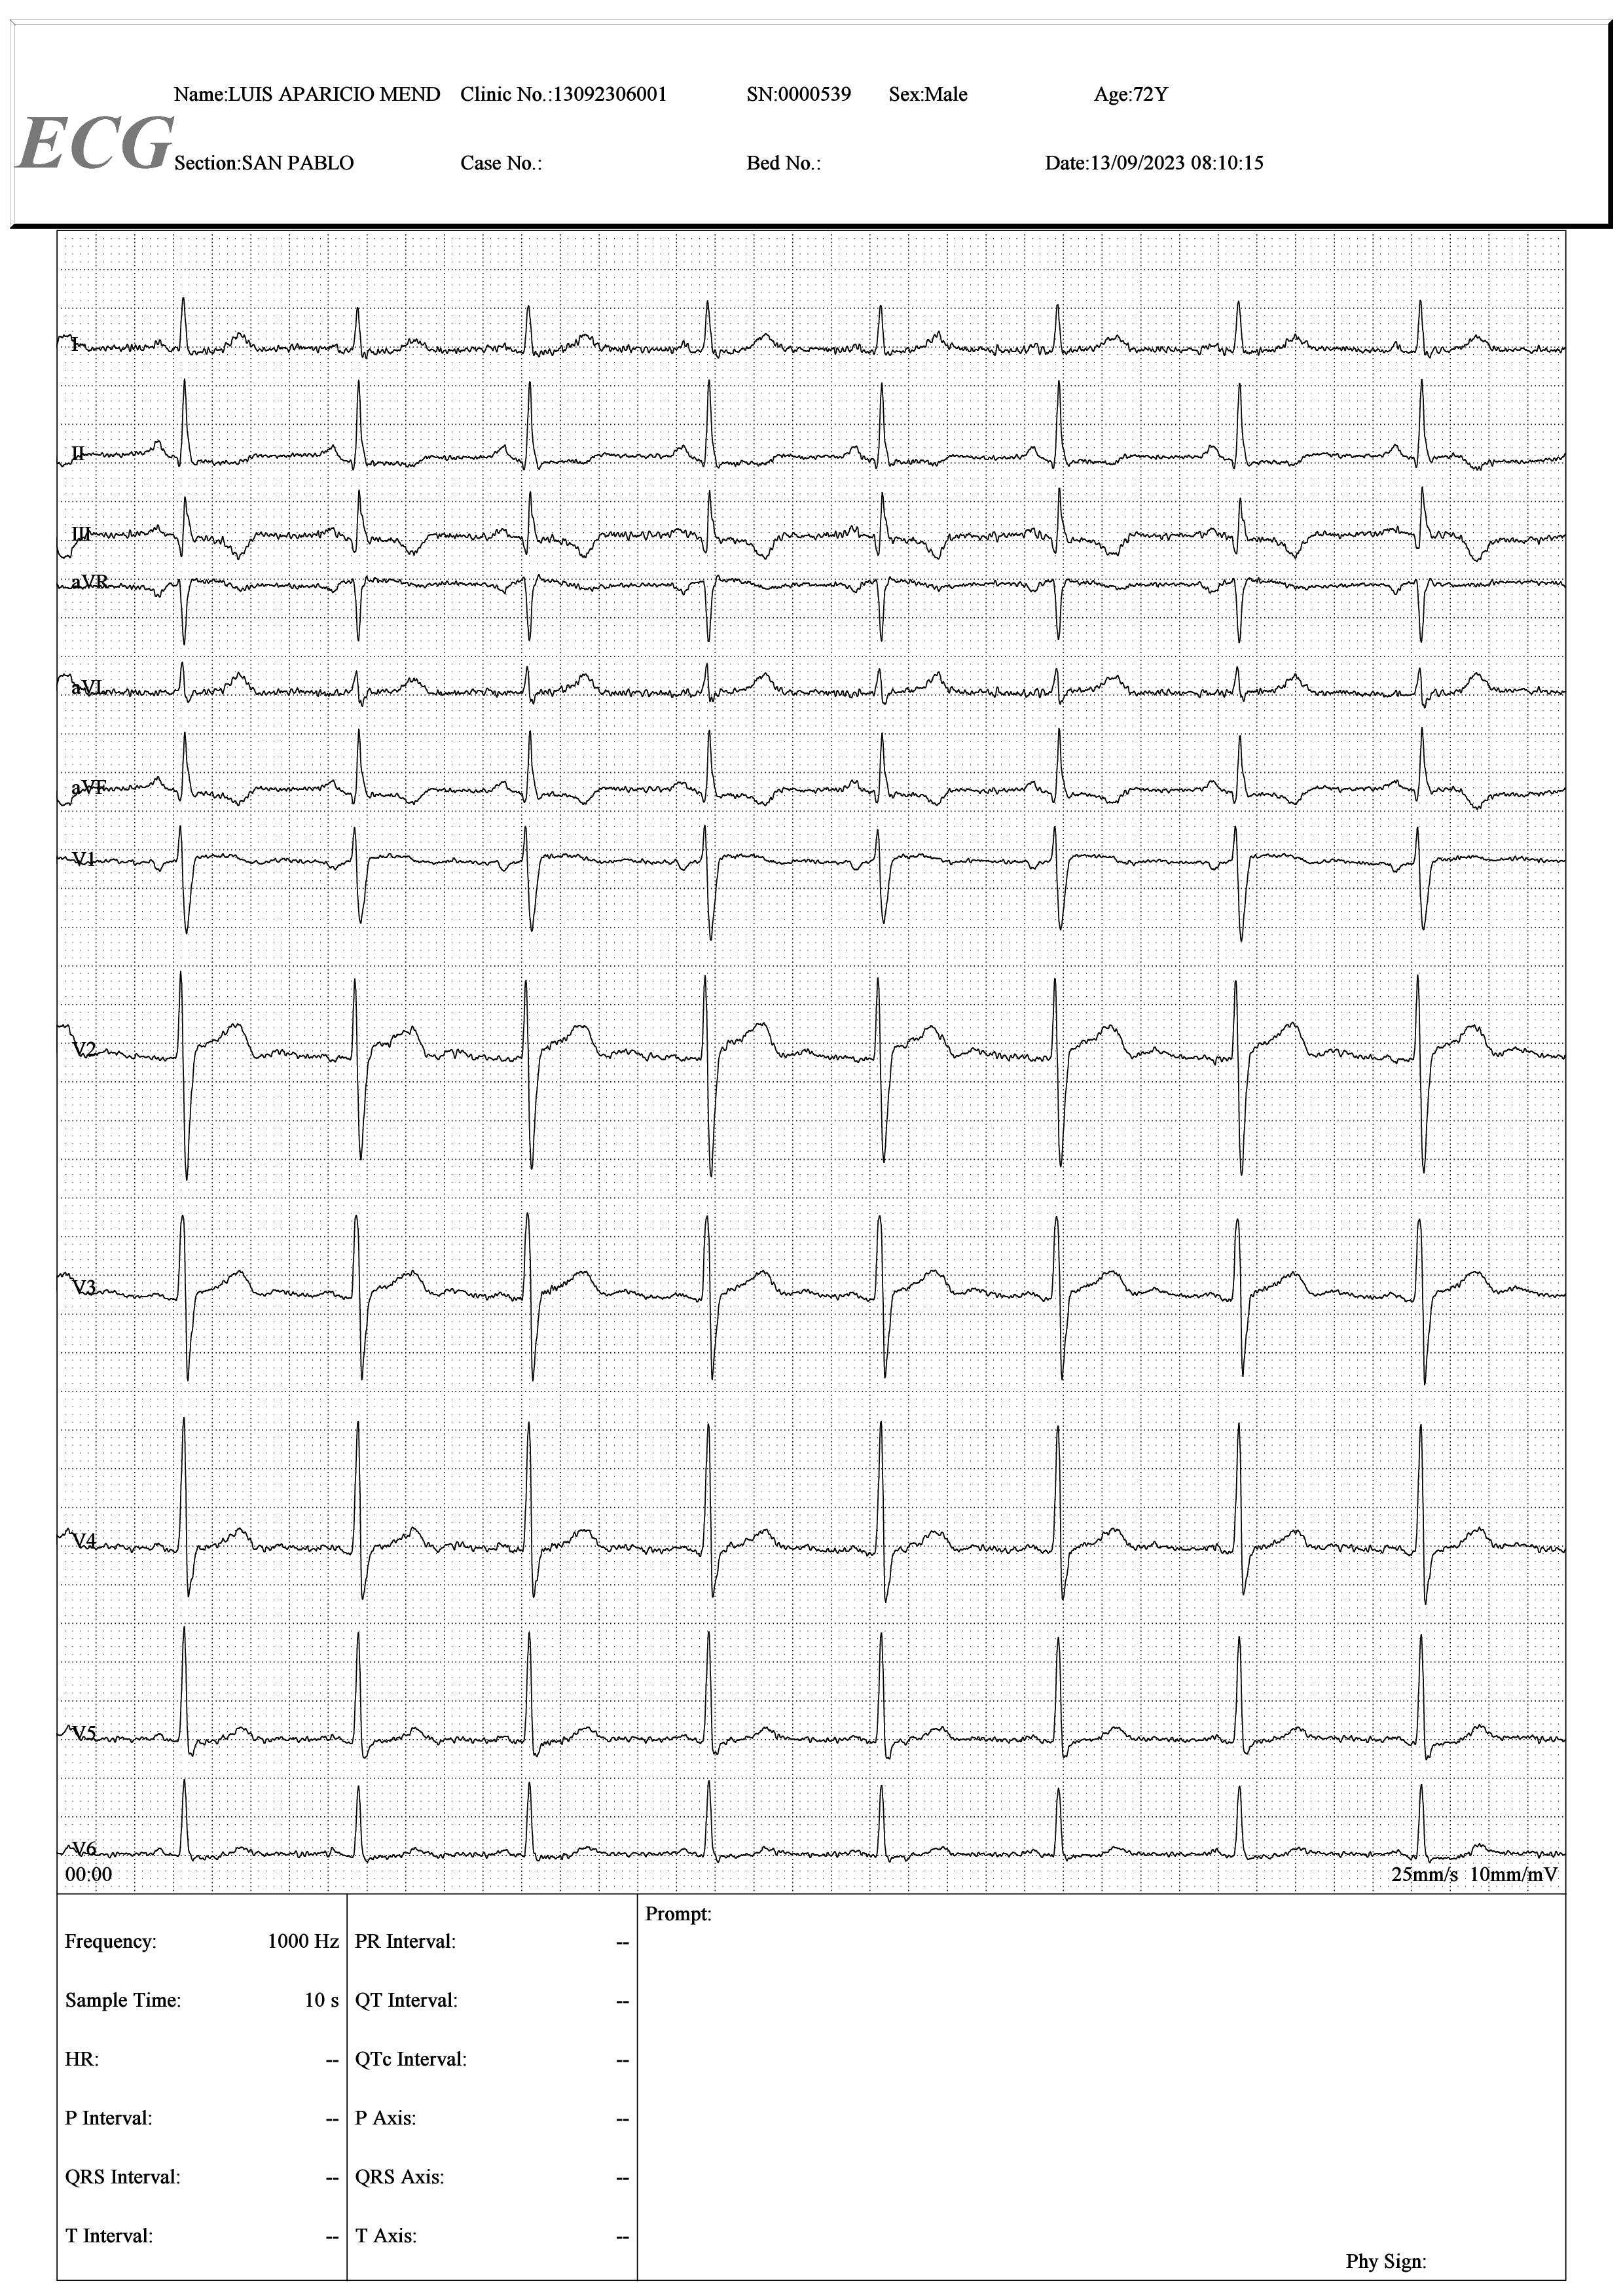 ECG
Name:LUIS APARICIO MEND Clinic No.:13092306001 SN:0000539 Sex:Male Age:72Y
Section:SAN PABLO Case No.: Bed No.: Date:13/09/2023 08:10:15
I
II
III
aVR
aVL
aVF
V1
V2
V3
V4
V5
V6
00:00 25mm/s 10mm/mV
Frequency: 1000 Hz
Sample Time: 10 s
HR: --
P Interval: --
QRS Interval: --
T Interval: --
PR Interval: --
QT Interval: --
QTc Interval: --
P Axis: --
QRS Axis: --
T Axis: --
Prompt:
Phy Sign: